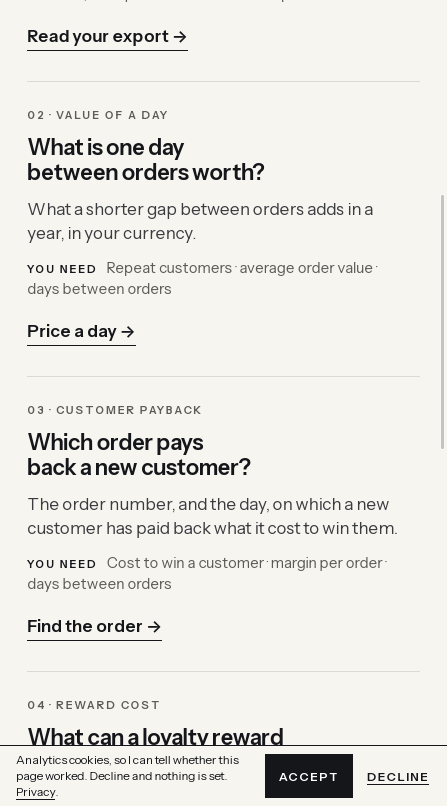 Read your export →
02 · VALUE OF A DAY
What is one day
between orders worth?
What a shorter gap between orders adds in a
year, in your currency.
YOU NEED Repeat customers · average order value ·
days between orders
Price a day →
03 · CUSTOMER PAYBACK
Which order pays
back a new customer?
The order number, and the day, on which a new
customer has paid back what it cost to win them.
YOU NEED Cost to win a customer · margin per order ·
days between orders
Find the order →
04 · REWARD COST
What can a loyalty reward
Analytics cookies, so I can tell whether this
page worked. Decline and nothing is set.
Privacy.
ACCEPT
DECLINE